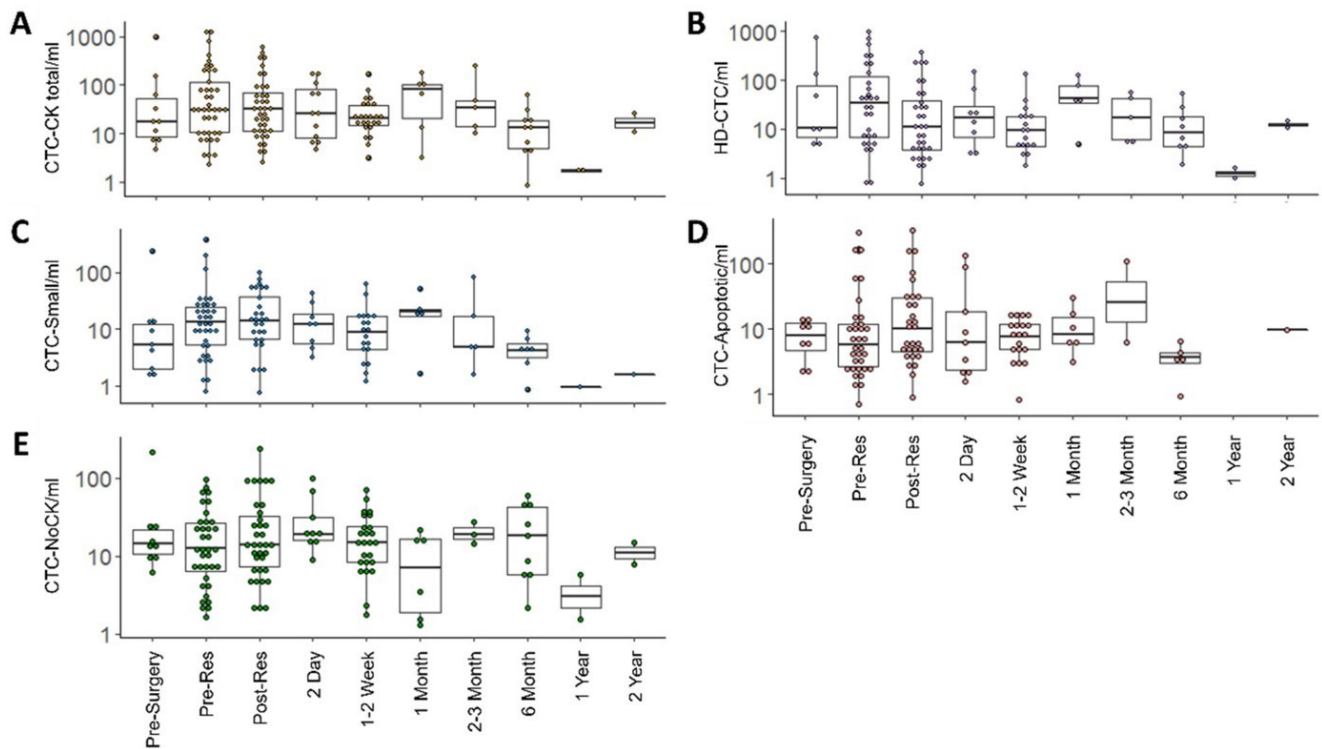 A
CTC-CK total/ml
1000
100
10
1
B
HD-CTC/ml
1000
100
10
1
C
CTC-Small/ml
100
10
1
D
CTC-Apoptotic/ml
100
10
1
Pre-Surgery
Pre-Res
Post-Res
2 Day
1-2 Week
1 Month
2-3 Month
6 Month
1 Year
2 Year
E
CTC-NoCK/ml
100
10
1
Pre-Surgery
Pre-Res
Post-Res
2 Day
1-2 Week
1 Month
2-3 Month
6 Month
1 Year
2 Year